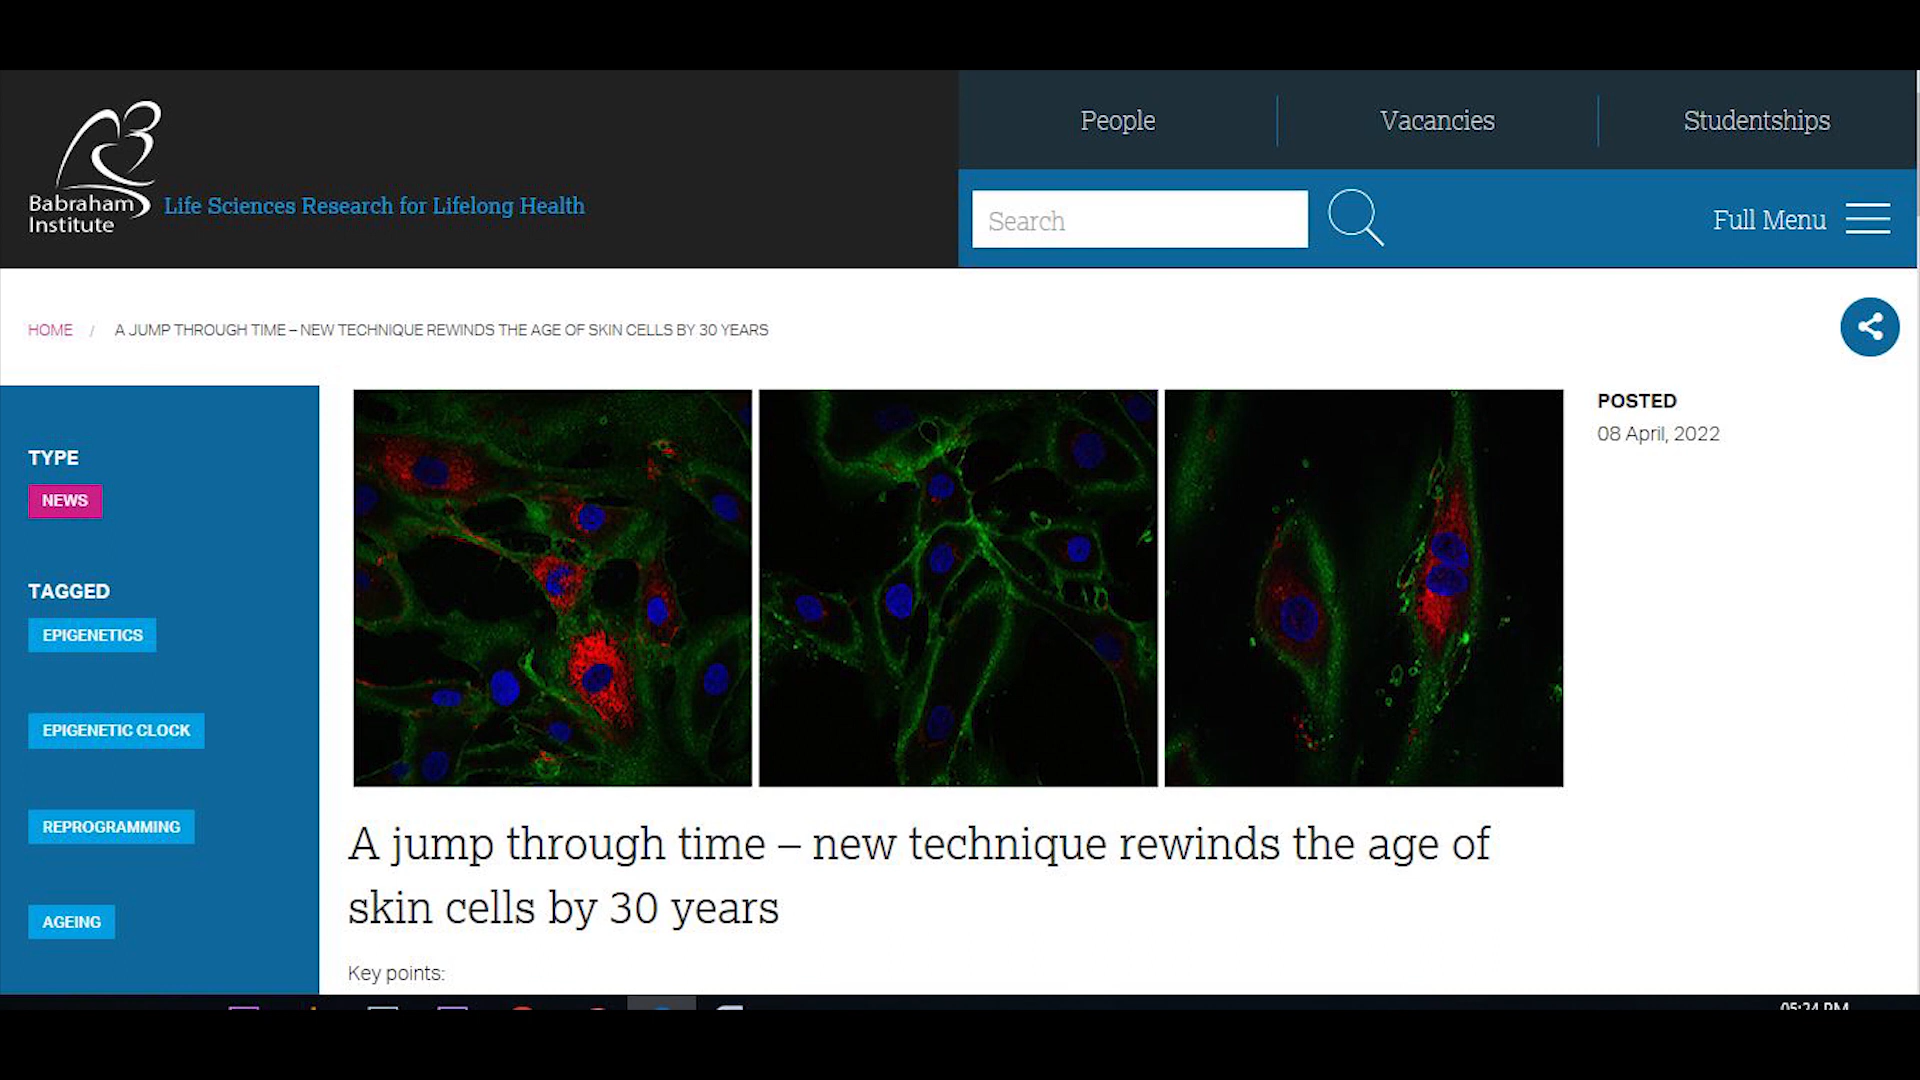 People
Vacancies
Studentships
Babraham
Institute
Life Sciences Research for Lifelong Health
Search
Full Menu
HOME / A JUMP THROUGH TIME – NEW TECHNIQUE REWINDS THE AGE OF SKIN CELLS BY 30 YEARS
TYPE
NEWS
TAGGED
EPIGENETICS
EPIGENETIC CLOCK
REPROGRAMMING
AGEING
POSTED
08 April, 2022
A jump through time – new technique rewinds the age of
skin cells by 30 years
Key points:
05:24 PM